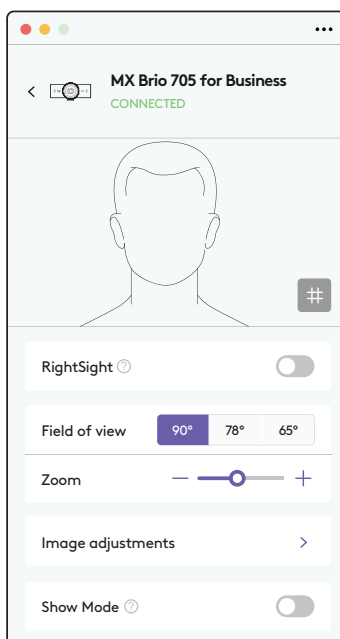 MX Brio 705 for Business
CONNECTED
RightSight
Field of view 90° 78° 65°
Zoom
Image adjustments
Show Mode